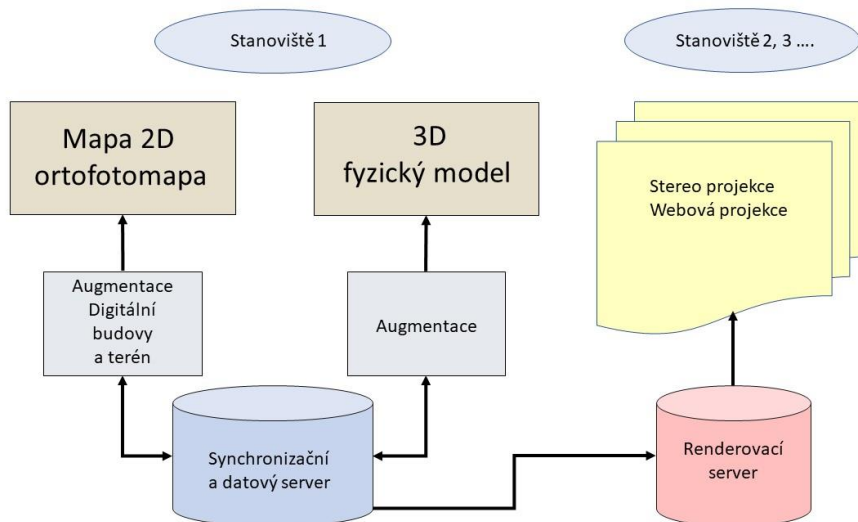 Stanoviště 1
Stanoviště 2, 3 ....
Mapa 2D
ortofotomapa
3D
fyzický model
Stereo projekce
Webová projekce
Augmentace
Digitální
budovy
a terén
Augmentace
Synchronizační
a datový server
Renderovací
server